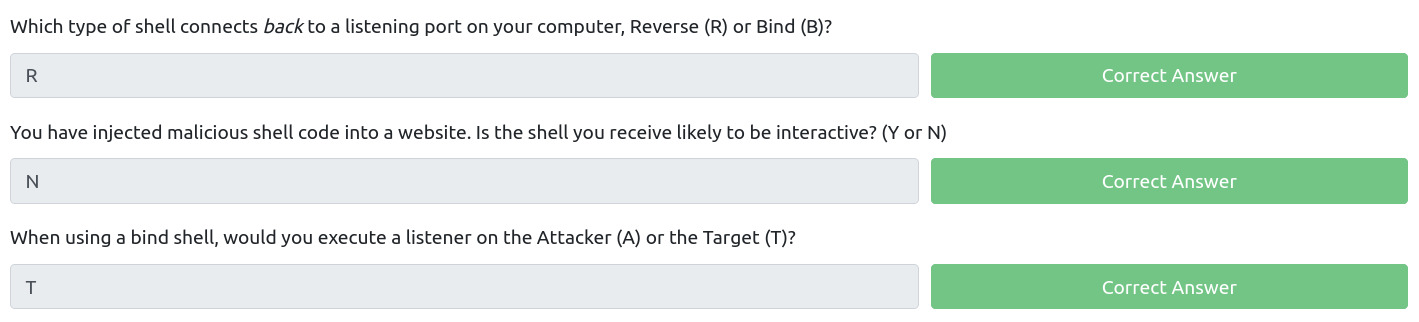 Which type of shell connects back to a listening port on your computer, Reverse (R) or Bind (B)?
R
Correct Answer
You have injected malicious shell code into a website. Is the shell you receive likely to be interactive? (Y or N)
N
Correct Answer
When using a bind shell, would you execute a listener on the Attacker (A) or the Target (T)?
T
Correct Answer